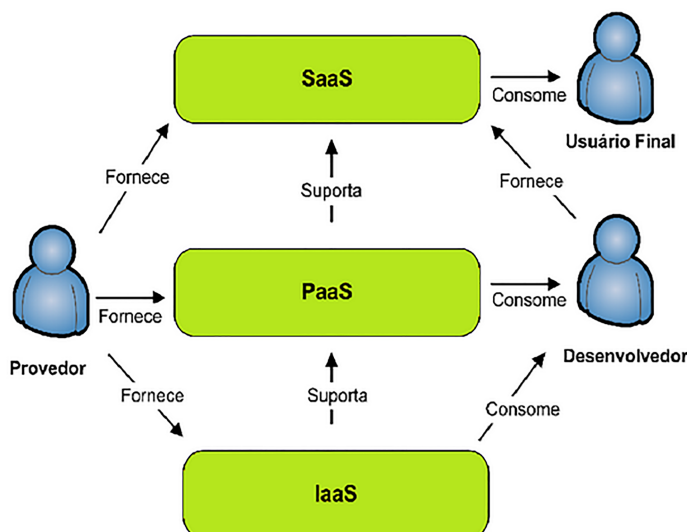 SaaS
Consome
Usuário Final
Fornece
Fornece
Suporta
PaaS
Consome
Fornece
Provedor
Desenvolvedor
Fornece
Suporta
Consome
IaaS